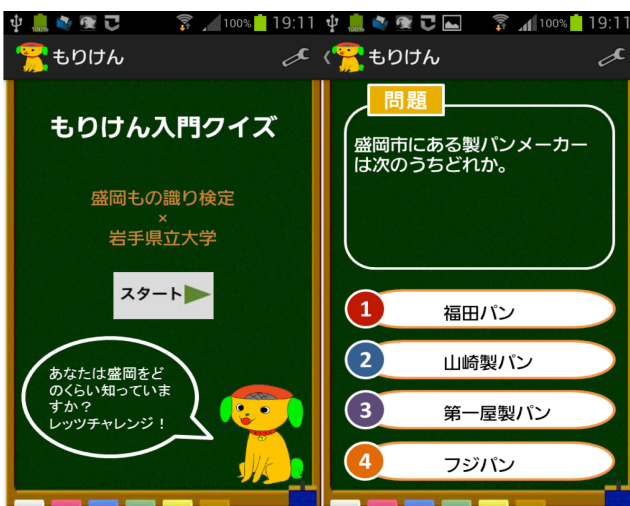 100% 19:11
もりけん
もりけん入門クイズ
盛岡もの識り検定
×
岩手県立大学
スタート
あなたは盛岡をど
のくらい知っていま
すか？
レッツチャレンジ！
100% 19:11
もりけん
問題
盛岡市にある製パンメーカー
は次のうちどれか。
1 福田パン
2 山崎製パン
3 第一屋製パン
4 フジパン